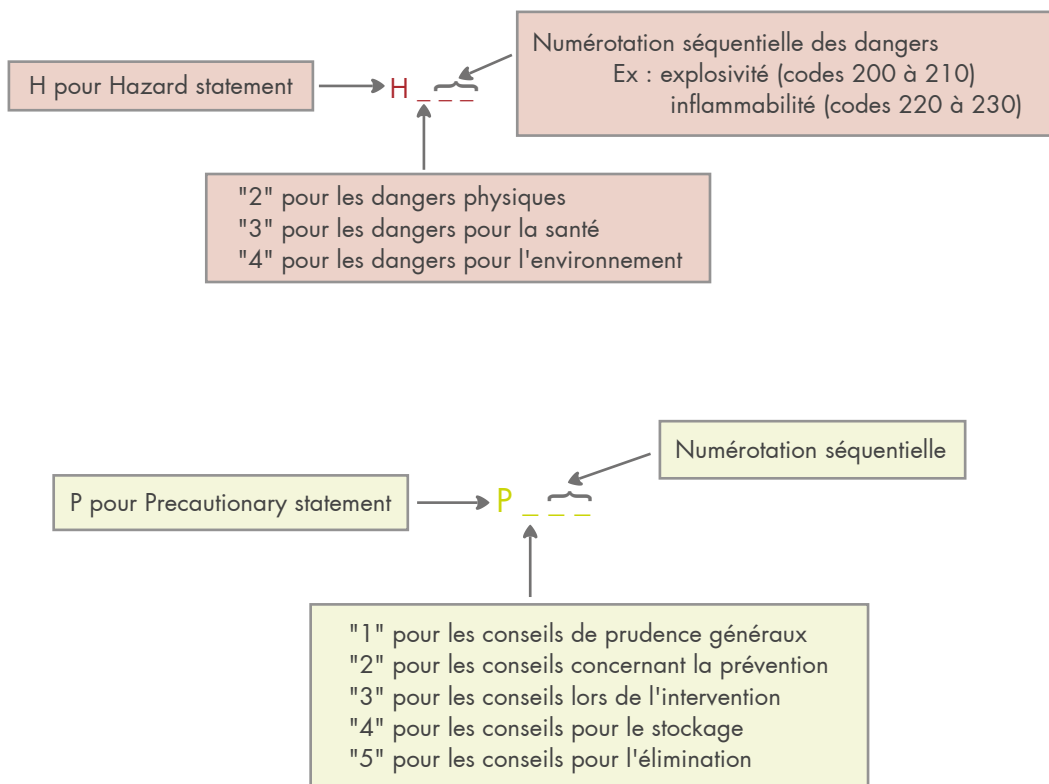 Numérotation séquentielle des dangers
Ex : explosivité (codes 200 à 210)
inflammabilité (codes 220 à 230)
H pour Hazard statement
H _ _ _
"2" pour les dangers physiques
"3" pour les dangers pour la santé
"4" pour les dangers pour l'environnement
Numérotation séquentielle
P pour Precautionary statement
P _ _ _
"1" pour les conseils de prudence généraux
"2" pour les conseils concernant la prévention
"3" pour les conseils lors de l'intervention
"4" pour les conseils pour le stockage
"5" pour les conseils pour l'élimination